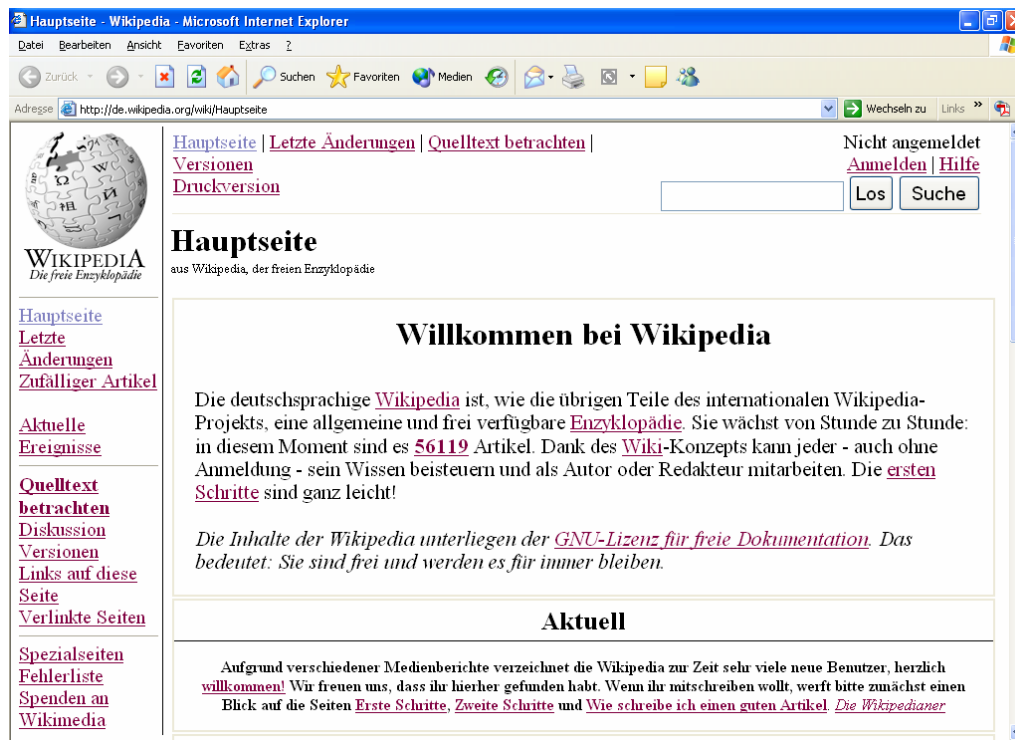 Hauptseite - Wikipedia - Microsoft Internet Explorer
Datei Bearbeiten Ansicht Favoriten Extras ?
Zurück Suchen Favoriten Medien
Adresse http://de.wikipedia.org/wiki/Hauptseite Wechseln zu Links »
WIKIPEDIA
Die freie Enzyklopädie
Hauptseite
Letzte
Änderungen
Zufälliger Artikel
Aktuelle
Ereignisse
Quelltext
betrachten
Diskussion
Versionen
Links auf diese
Seite
Verlinkte Seiten
Spezialseiten
Fehlerliste
Spenden an
Wikimedia
Hauptseite | Letzte Änderungen | Quelltext betrachten |
Versionen
Druckversion
Nicht angemeldet
Anmelden | Hilfe
Los Suche
Hauptseite
aus Wikipedia, der freien Enzyklopädie
Willkommen bei Wikipedia
Die deutschsprachige Wikipedia ist, wie die übrigen Teile des internationalen Wikipedia-
Projekts, eine allgemeine und frei verfügbare Enzyklopädie. Sie wächst von Stunde zu Stunde:
in diesem Moment sind es 56119 Artikel. Dank des Wiki-Konzepts kann jeder - auch ohne
Anmeldung - sein Wissen beisteuern und als Autor oder Redakteur mitarbeiten. Die ersten
Schritte sind ganz leicht!
Die Inhalte der Wikipedia unterliegen der GNU-Lizenz für freie Dokumentation. Das
bedeutet: Sie sind frei und werden es für immer bleiben.
Aktuell
Aufgrund verschiedener Medienberichte verzeichnet die Wikipedia zur Zeit sehr viele neue Benutzer, herzlich
willkommen! Wir freuen uns, dass ihr hierher gefunden habt. Wenn ihr mitschreiben wollt, werft bitte zunächst einen
Blick auf die Seiten Erste Schritte, Zweite Schritte und Wie schreibe ich einen guten Artikel. Die Wikipedianer